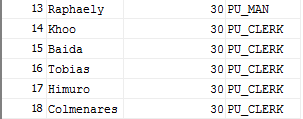 13 Raphaely 30 PU_MAN
14 Khoo 30 PU_CLERK
15 Baida 30 PU_CLERK
16 Tobias 30 PU_CLERK
17 Himuro 30 PU_CLERK
18 Colmenares 30 PU_CLERK